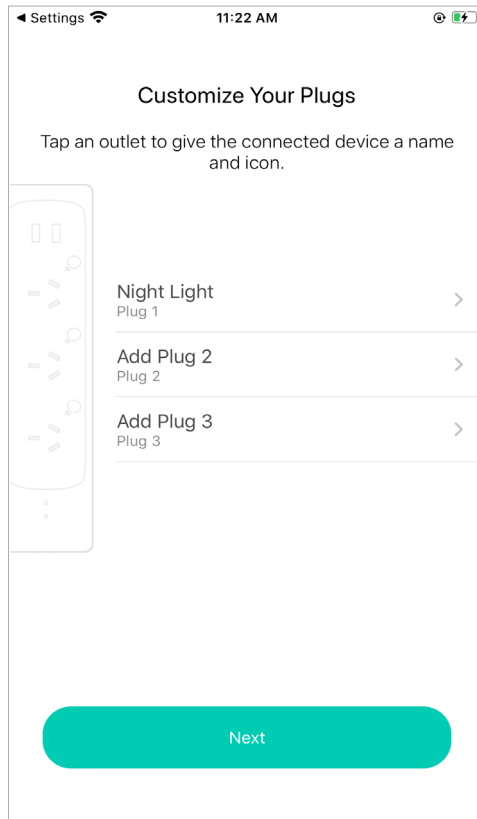 Settings 11:22 AM
Customize Your Plugs
Tap an outlet to give the connected device a name
and icon.
Night Light
Plug 1
Add Plug 2
Plug 2
Add Plug 3
Plug 3
Next